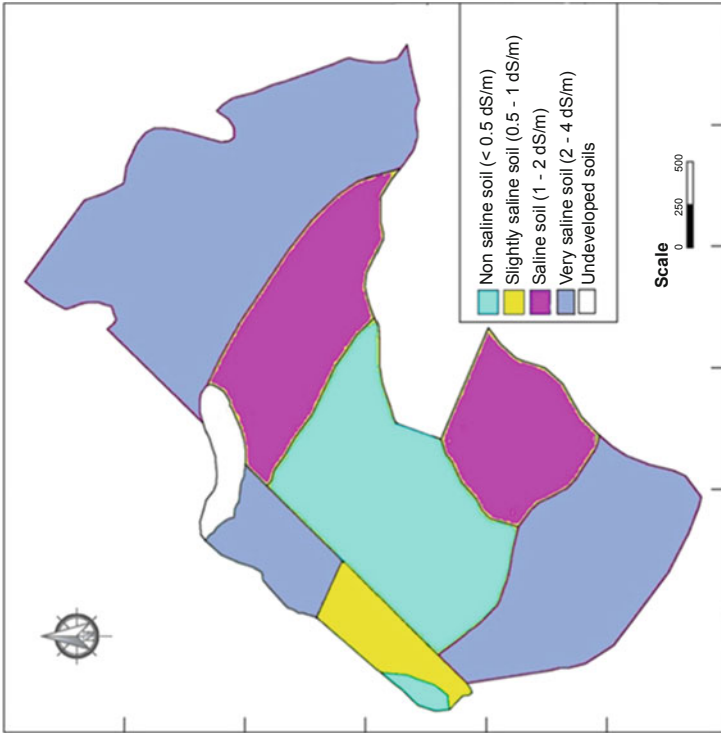 Non saline soil (< 0.5 dS/m)
Slightly saline soil (0.5 - 1 dS/m)
Saline soil (1 - 2 dS/m)
Very saline soil (2 - 4 dS/m)
Undeveloped soils
Scale
0 250 500